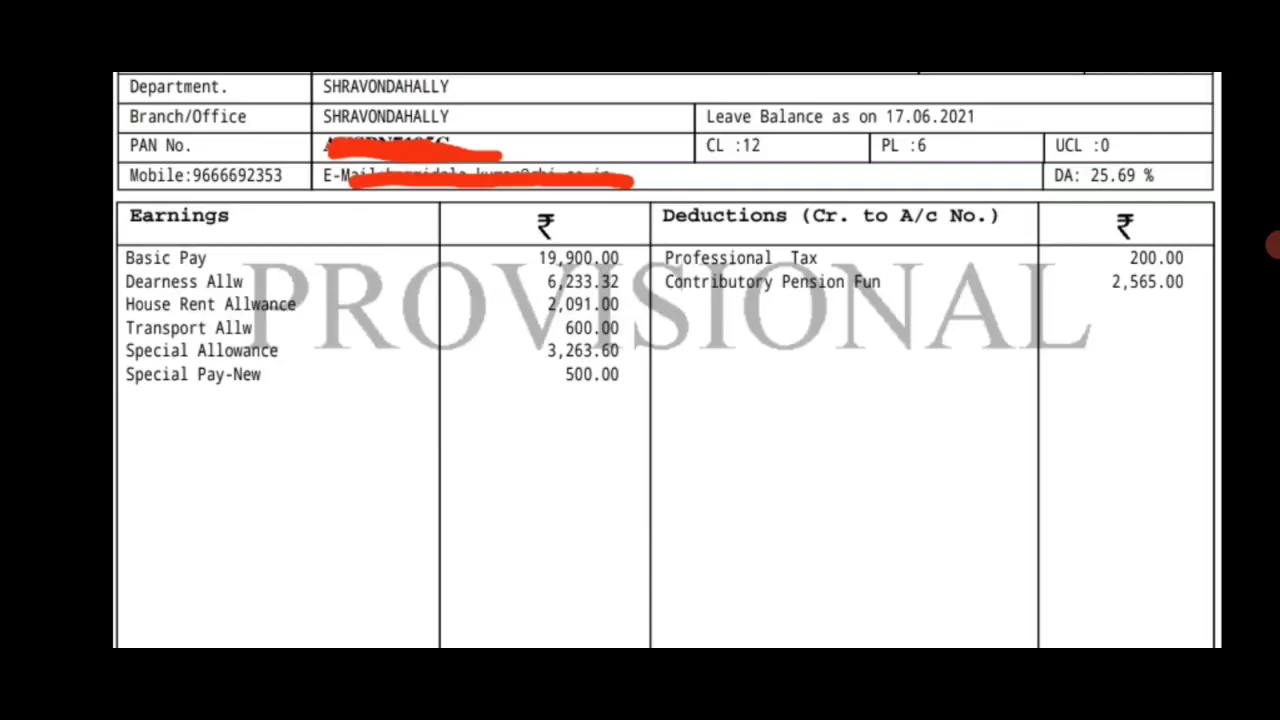 Department. SHRAVONDAHALLY
Branch/Office SHRAVONDAHALLY Leave Balance as on 17.06.2021
PAN No. CL :12 PL :6 UCL :0
Mobile:9666692353 E-Mail DA: 25.69 %
Earnings ₹ Deductions (Cr. to A/c No.) ₹
Basic Pay 19,900.00 Professional Tax 200.00
Dearness Allw 6,233.32 Contributory Pension Fun 2,565.00
House Rent Allwance 2,091.00
PROVISIONAL
Transport Allw 600.00
Special Allowance 3,263.60
Special Pay-New 500.00